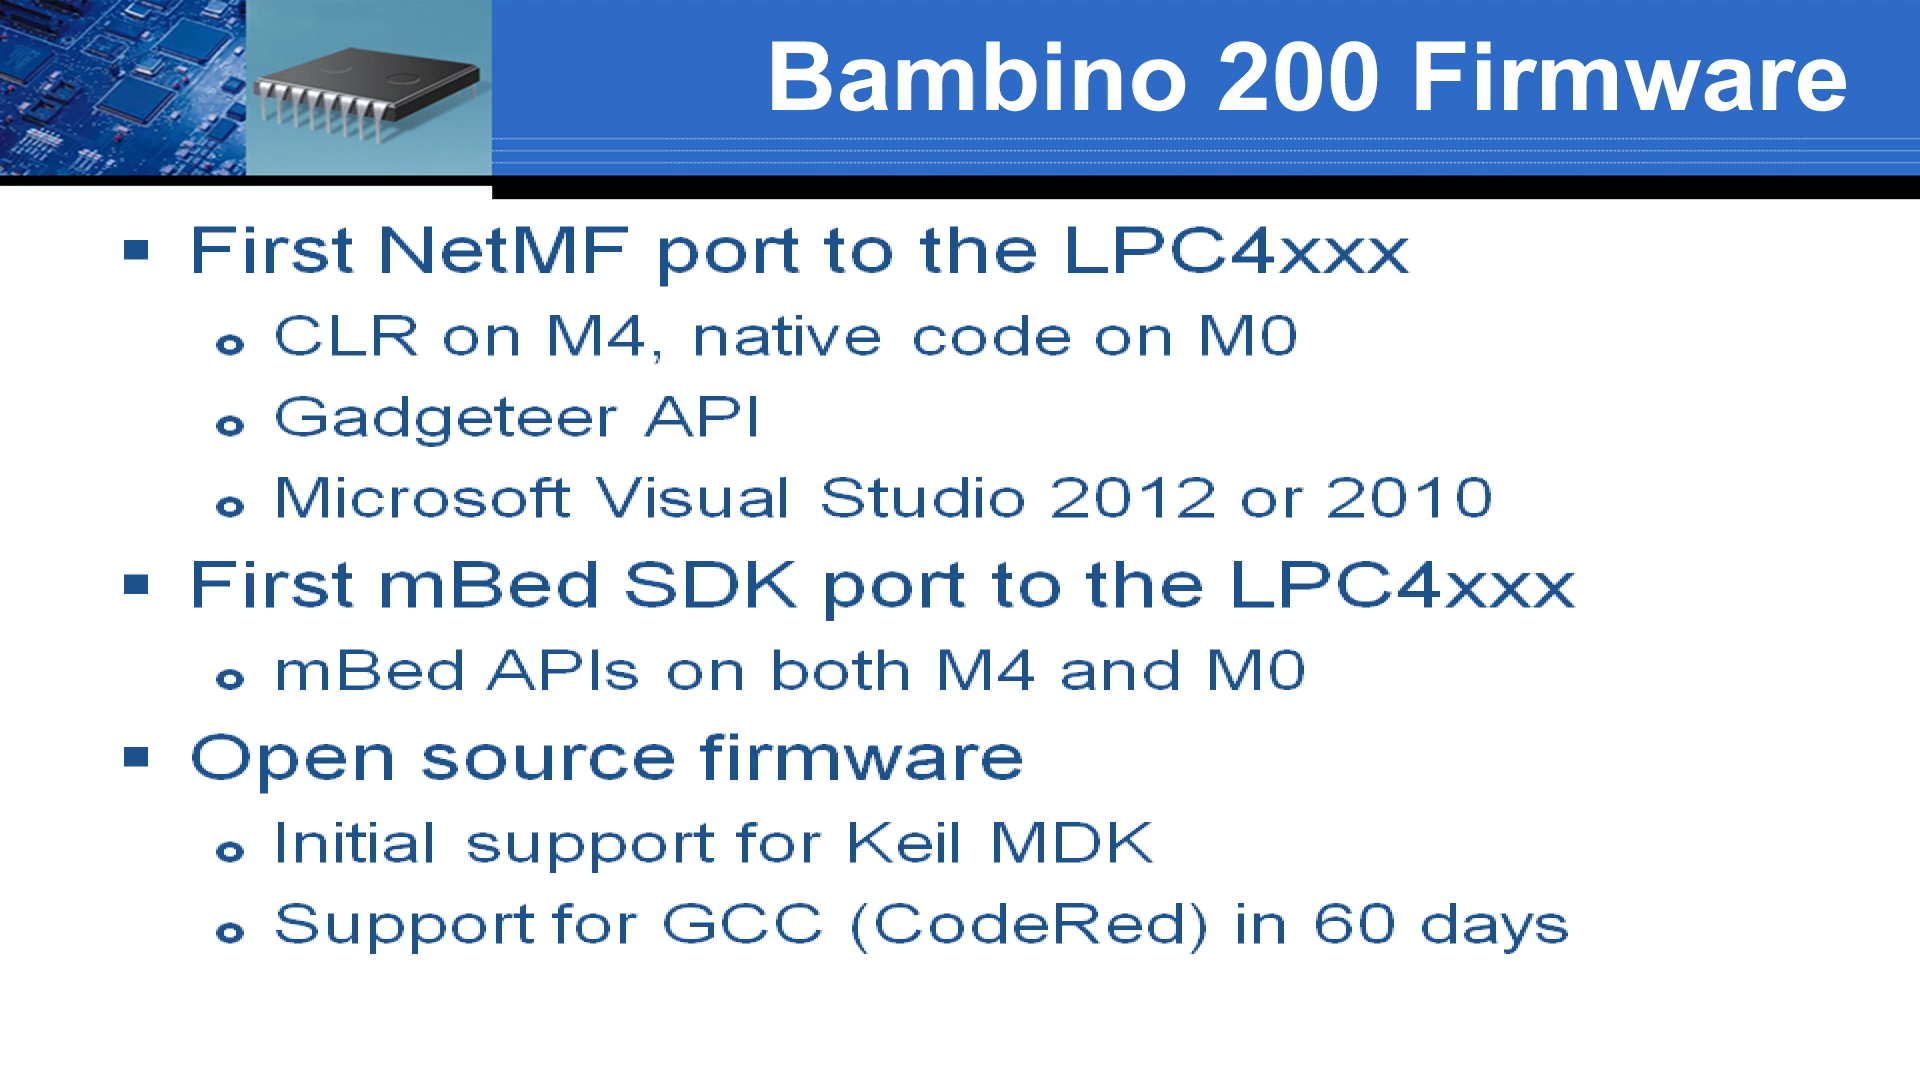 Bambino 200 Firmware
First NetMF port to the LPC4xxx
CLR on M4, native code on M0
Gadgeteer API
Microsoft Visual Studio 2012 or 2010
First mBed SDK port to the LPC4xxx
mBed APIs on both M4 and M0
Open source firmware
Initial support for Keil MDK
Support for GCC (CodeRed) in 60 days